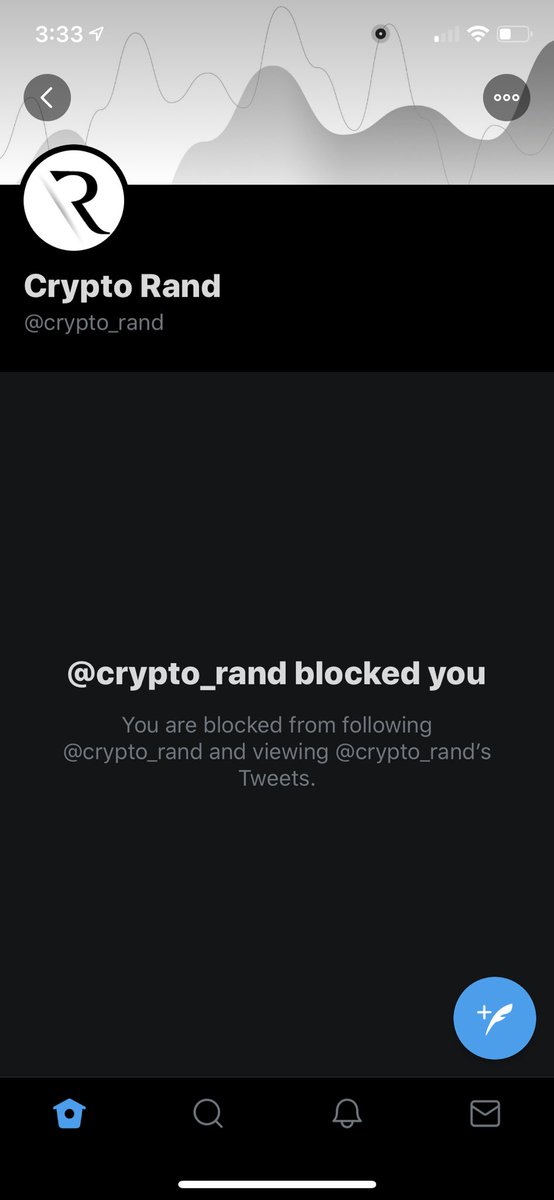 3:33
R
Crypto Rand
@crypto_rand
@crypto_rand blocked you
You are blocked from following
@crypto_rand and viewing @crypto_rand’s
Tweets.